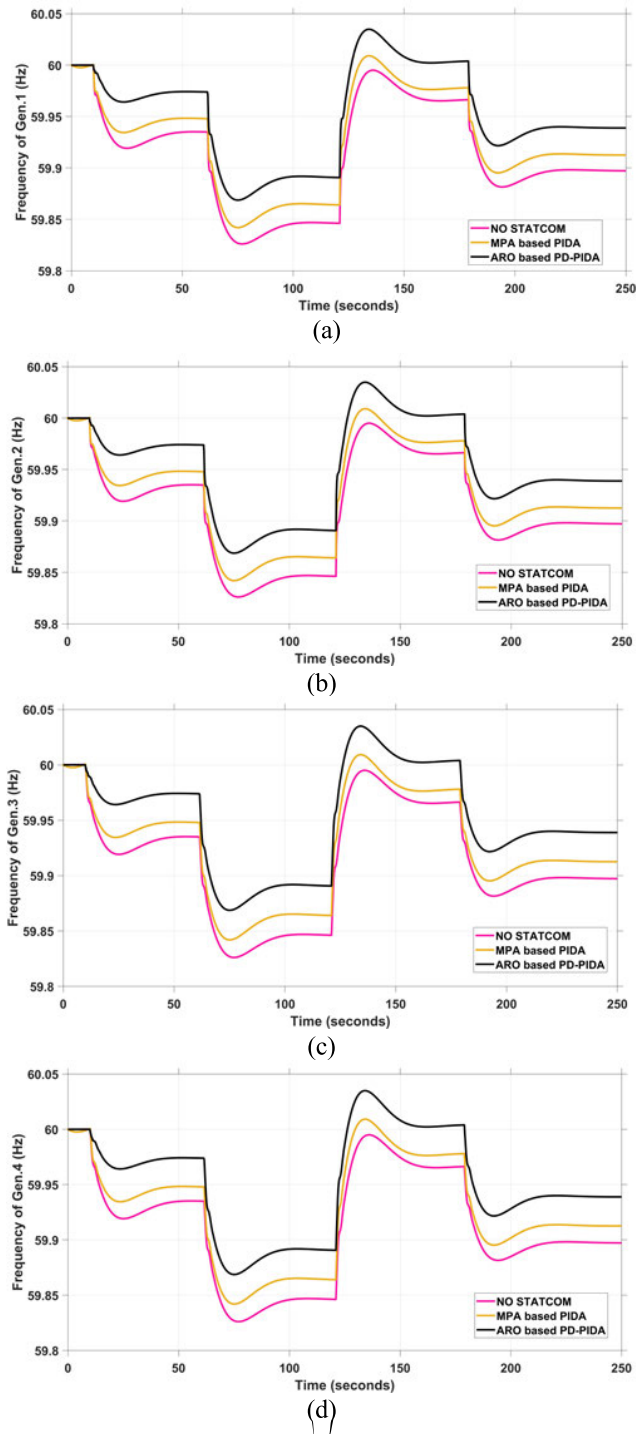 60.05
60
59.95
59.9
59.85
59.8
Frequency of Gen.1 (Hz)
NO STATCOM
MPA based PIDA
ARO based PD-PIDA
0 50 100 150 200 250
Time (seconds)
(a)
60.05
60
59.95
59.9
59.85
59.8
Frequency of Gen.2 (Hz)
NO STATCOM
MPA based PIDA
ARO based PD-PIDA
0 50 100 150 200 250
Time (seconds)
(b)
60.05
60
59.95
59.9
59.85
59.8
Frequency of Gen.3 (Hz)
NO STATCOM
MPA based PIDA
ARO based PD-PIDA
0 50 100 150 200 250
Time (seconds)
(c)
60.05
60
59.95
59.9
59.85
59.8
Frequency of Gen.4 (Hz)
NO STATCOM
MPA based PIDA
ARO based PD-PIDA
0 50 100 150 200 250
Time (seconds)
(d)